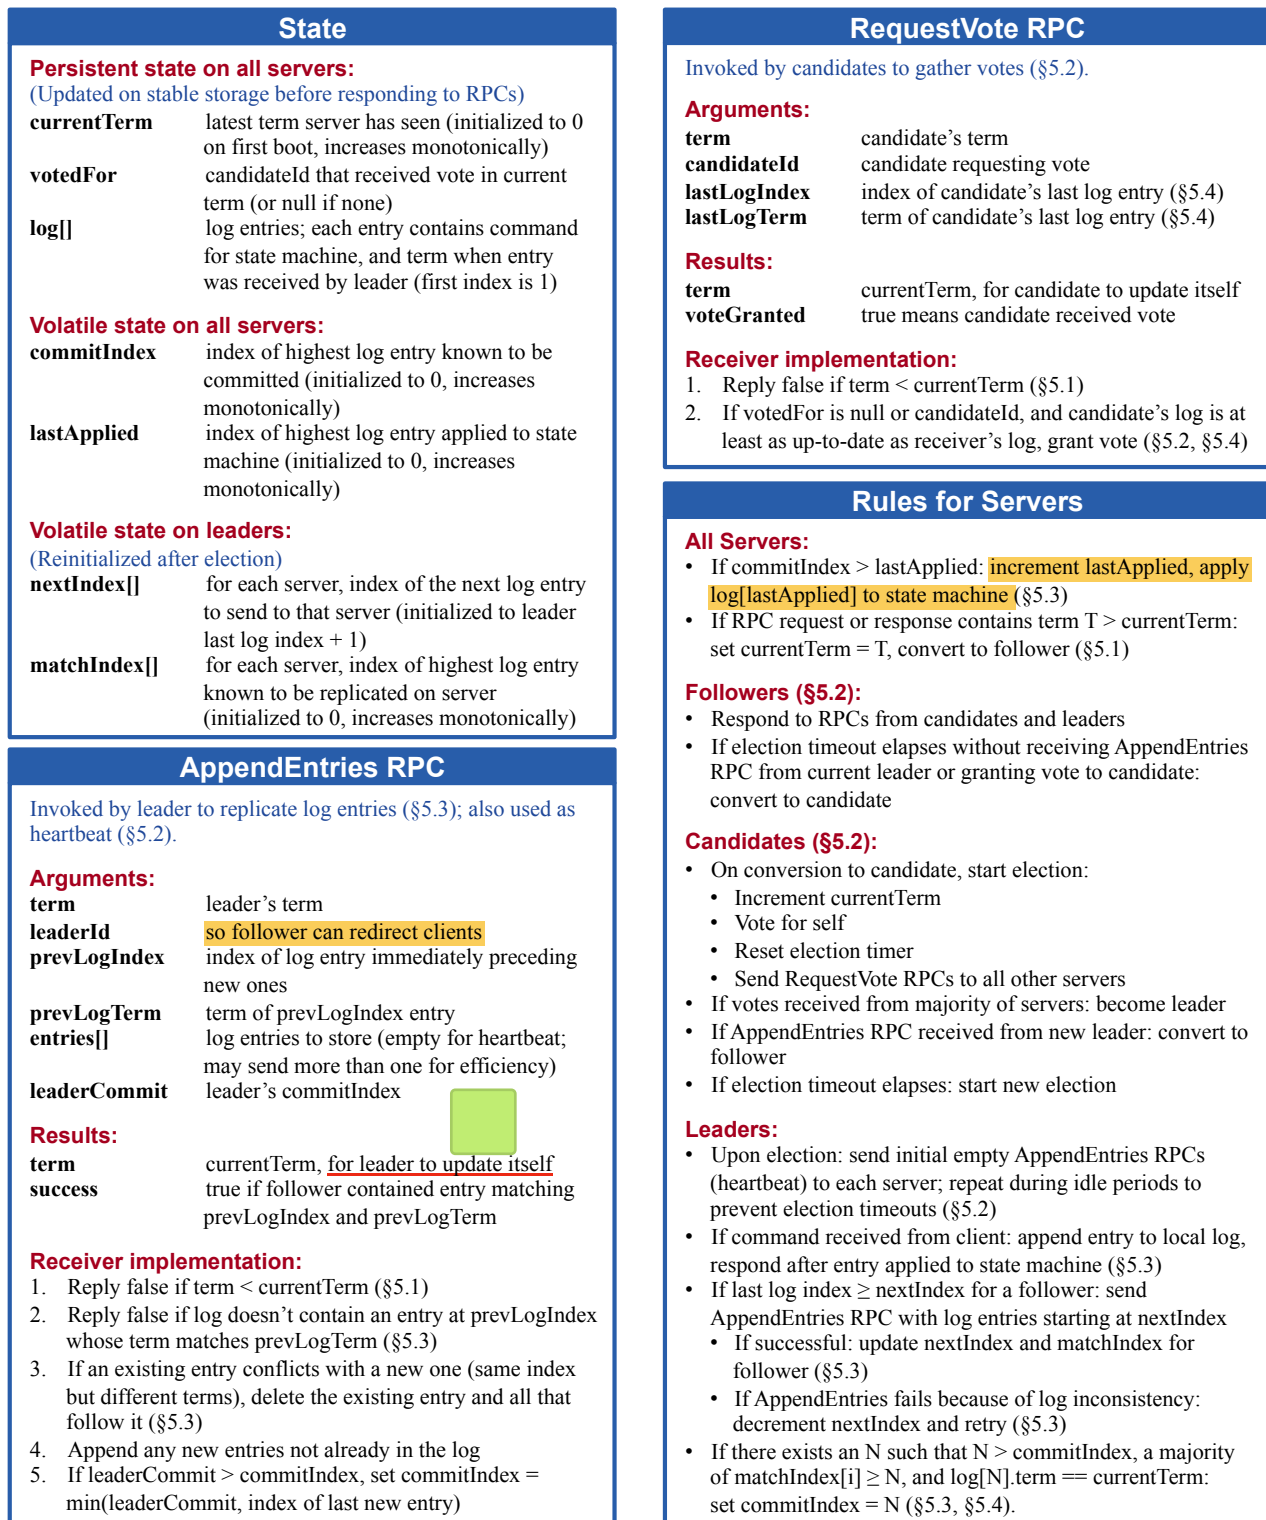 State
Persistent state on all servers:
(Updated on stable storage before responding to RPCs)
currentTerm latest term server has seen (initialized to 0
on first boot, increases monotonically)
votedFor candidateId that received vote in current
term (or null if none)
log[] log entries; each entry contains command
for state machine, and term when entry
was received by leader (first index is 1)
Volatile state on all servers:
commitIndex index of highest log entry known to be
committed (initialized to 0, increases
monotonically)
lastApplied index of highest log entry applied to state
machine (initialized to 0, increases
monotonically)
Volatile state on leaders:
(Reinitialized after election)
nextIndex[] for each server, index of the next log entry
to send to that server (initialized to leader
last log index + 1)
matchIndex[] for each server, index of highest log entry
known to be replicated on server
(initialized to 0, increases monotonically)
AppendEntries RPC
Invoked by leader to replicate log entries (§5.3); also used as
heartbeat (§5.2).
Arguments:
term leader’s term
leaderId so follower can redirect clients
prevLogIndex index of log entry immediately preceding
new ones
prevLogTerm term of prevLogIndex entry
entries[] log entries to store (empty for heartbeat;
may send more than one for efficiency)
leaderCommit leader’s commitIndex
Results:
term currentTerm, for leader to update itself
success true if follower contained entry matching
prevLogIndex and prevLogTerm
Receiver implementation:
1. Reply false if term < currentTerm (§5.1)
2. Reply false if log doesn’t contain an entry at prevLogIndex
whose term matches prevLogTerm (§5.3)
3. If an existing entry conflicts with a new one (same index
but different terms), delete the existing entry and all that
follow it (§5.3)
4. Append any new entries not already in the log
5. If leaderCommit > commitIndex, set commitIndex =
min(leaderCommit, index of last new entry)
RequestVote RPC
Invoked by candidates to gather votes (§5.2).
Arguments:
term candidate’s term
candidateId candidate requesting vote
lastLogIndex index of candidate’s last log entry (§5.4)
lastLogTerm term of candidate’s last log entry (§5.4)
Results:
term currentTerm, for candidate to update itself
voteGranted true means candidate received vote
Receiver implementation:
1. Reply false if term < currentTerm (§5.1)
2. If votedFor is null or candidateId, and candidate’s log is at
least as up-to-date as receiver’s log, grant vote (§5.2, §5.4)
Rules for Servers
All Servers:
• If commitIndex > lastApplied: increment lastApplied, apply
log[lastApplied] to state machine (§5.3)
• If RPC request or response contains term T > currentTerm:
set currentTerm = T, convert to follower (§5.1)
Followers (§5.2):
• Respond to RPCs from candidates and leaders
• If election timeout elapses without receiving AppendEntries
RPC from current leader or granting vote to candidate:
convert to candidate
Candidates (§5.2):
• On conversion to candidate, start election:
• Increment currentTerm
• Vote for self
• Reset election timer
• Send RequestVote RPCs to all other servers
• If votes received from majority of servers: become leader
• If AppendEntries RPC received from new leader: convert to
follower
• If election timeout elapses: start new election
Leaders:
• Upon election: send initial empty AppendEntries RPCs
(heartbeat) to each server; repeat during idle periods to
prevent election timeouts (§5.2)
• If command received from client: append entry to local log,
respond after entry applied to state machine (§5.3)
• If last log index ≥ nextIndex for a follower: send
AppendEntries RPC with log entries starting at nextIndex
• If successful: update nextIndex and matchIndex for
follower (§5.3)
• If AppendEntries fails because of log inconsistency:
decrement nextIndex and retry (§5.3)
• If there exists an N such that N > commitIndex, a majority
of matchIndex[i] ≥ N, and log[N].term == currentTerm:
set commitIndex = N (§5.3, §5.4).